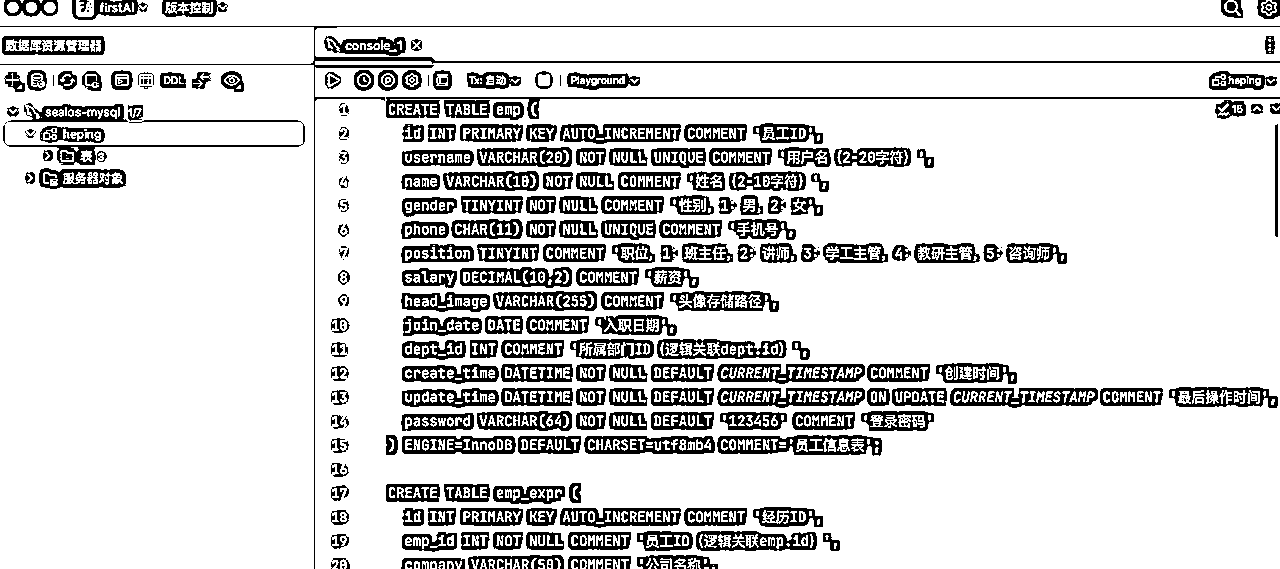 firstAI 版本控制
数据库资源管理器
console_1
DDL Tx: 自动 Playground heping
sealos-mysql 1/7
heping
表 3
服务器对象
15
1 CREATE TABLE emp (
2 id INT PRIMARY KEY AUTO_INCREMENT COMMENT '员工ID',
3 username VARCHAR(20) NOT NULL UNIQUE COMMENT '用户名 (2-20字符) ',
4 name VARCHAR(10) NOT NULL COMMENT '姓名 (2-10字符) ',
5 gender TINYINT NOT NULL COMMENT '性别, 1: 男, 2: 女',
6 phone CHAR(11) NOT NULL UNIQUE COMMENT '手机号',
7 position TINYINT COMMENT '职位, 1: 班主任, 2: 讲师, 3: 学工主管, 4: 教研主管, 5: 咨询师',
8 salary DECIMAL(10,2) COMMENT '薪资',
9 head_image VARCHAR(255) COMMENT '头像存储路径',
10 join_date DATE COMMENT '入职日期',
11 dept_id INT COMMENT '所属部门ID (逻辑关联dept.id) ',
12 create_time DATETIME NOT NULL DEFAULT CURRENT_TIMESTAMP COMMENT '创建时间',
13 update_time DATETIME NOT NULL DEFAULT CURRENT_TIMESTAMP ON UPDATE CURRENT_TIMESTAMP COMMENT '最后操作时间',
14 password VARCHAR(64) NOT NULL DEFAULT '123456' COMMENT '登录密码'
15 ) ENGINE=InnoDB DEFAULT CHARSET=utf8mb4 COMMENT='员工信息表';
16
17 CREATE TABLE emp_expr (
18 id INT PRIMARY KEY AUTO_INCREMENT COMMENT '经历ID',
19 emp_id INT NOT NULL COMMENT '员工ID (逻辑关联emp.id) ',
20 company VARCHAR(50) COMMENT '公司名称',